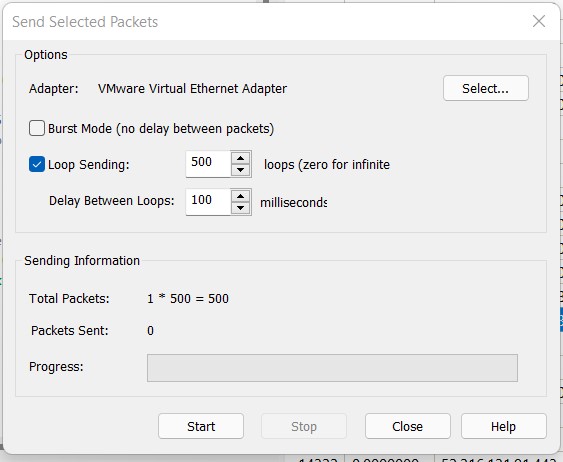 Send Selected Packets
Options
Adapter: VMware Virtual Ethernet Adapter Select...
Burst Mode (no delay between packets)
Loop Sending: 500 loops (zero for infinite
Delay Between Loops: 100 milliseconds
Sending Information
Total Packets: 1 * 500 = 500
Packets Sent: 0
Progress:
Start Stop Close Help